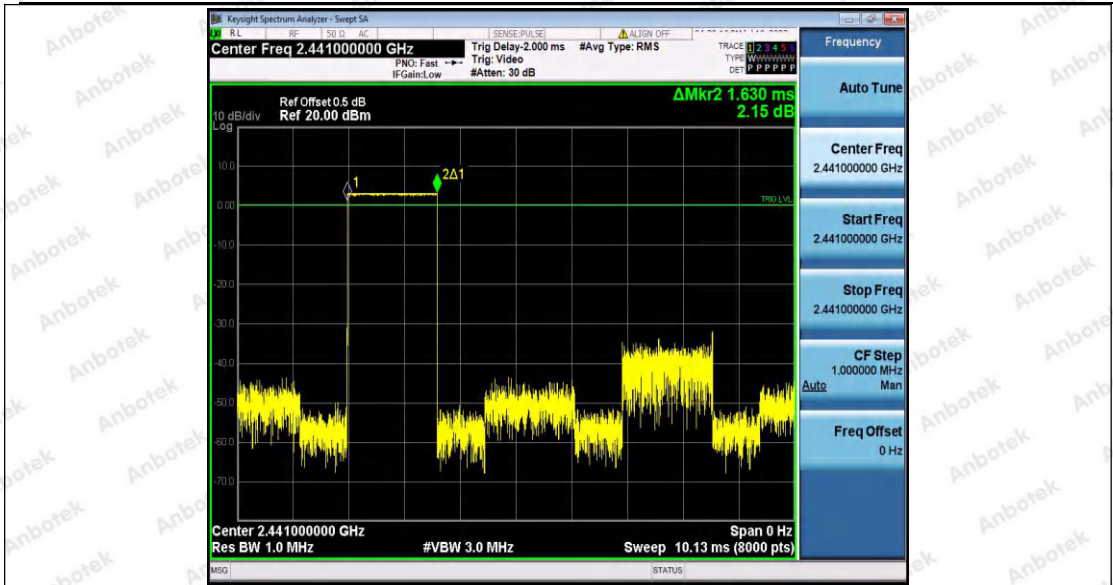 Keysight Spectrum Analyzer - Swept SA
RL RF 50 Ω AC SENSE:PULSE ALIGN OFF
Center Freq 2.441000000 GHz
PNO: Fast
IFGain:Low
Trig Delay-2.000 ms
Trig: Video
#Atten: 30 dB
#Avg Type: RMS
TRACE 1 2 3 4 5 6
TYPE WWWWWW
DET P P P P P P
ΔMkr2 1.630 ms
2.15 dB
Ref Offset 0.5 dB
10 dB/div Ref 20.00 dBm
Log
10.0
0.00
-10.0
-20.0
-30.0
-40.0
-50.0
-60.0
-70.0
1
2Δ1
TRIG LVL
Center 2.441000000 GHz Span 0 Hz
Res BW 1.0 MHz #VBW 3.0 MHz Sweep 10.13 ms (8000 pts)
MSG STATUS
Frequency
Auto Tune
Center Freq
2.441000000 GHz
Start Freq
2.441000000 GHz
Stop Freq
2.441000000 GHz
CF Step
1.000000 MHz
Auto Man
Freq Offset
0 Hz
Anbotek